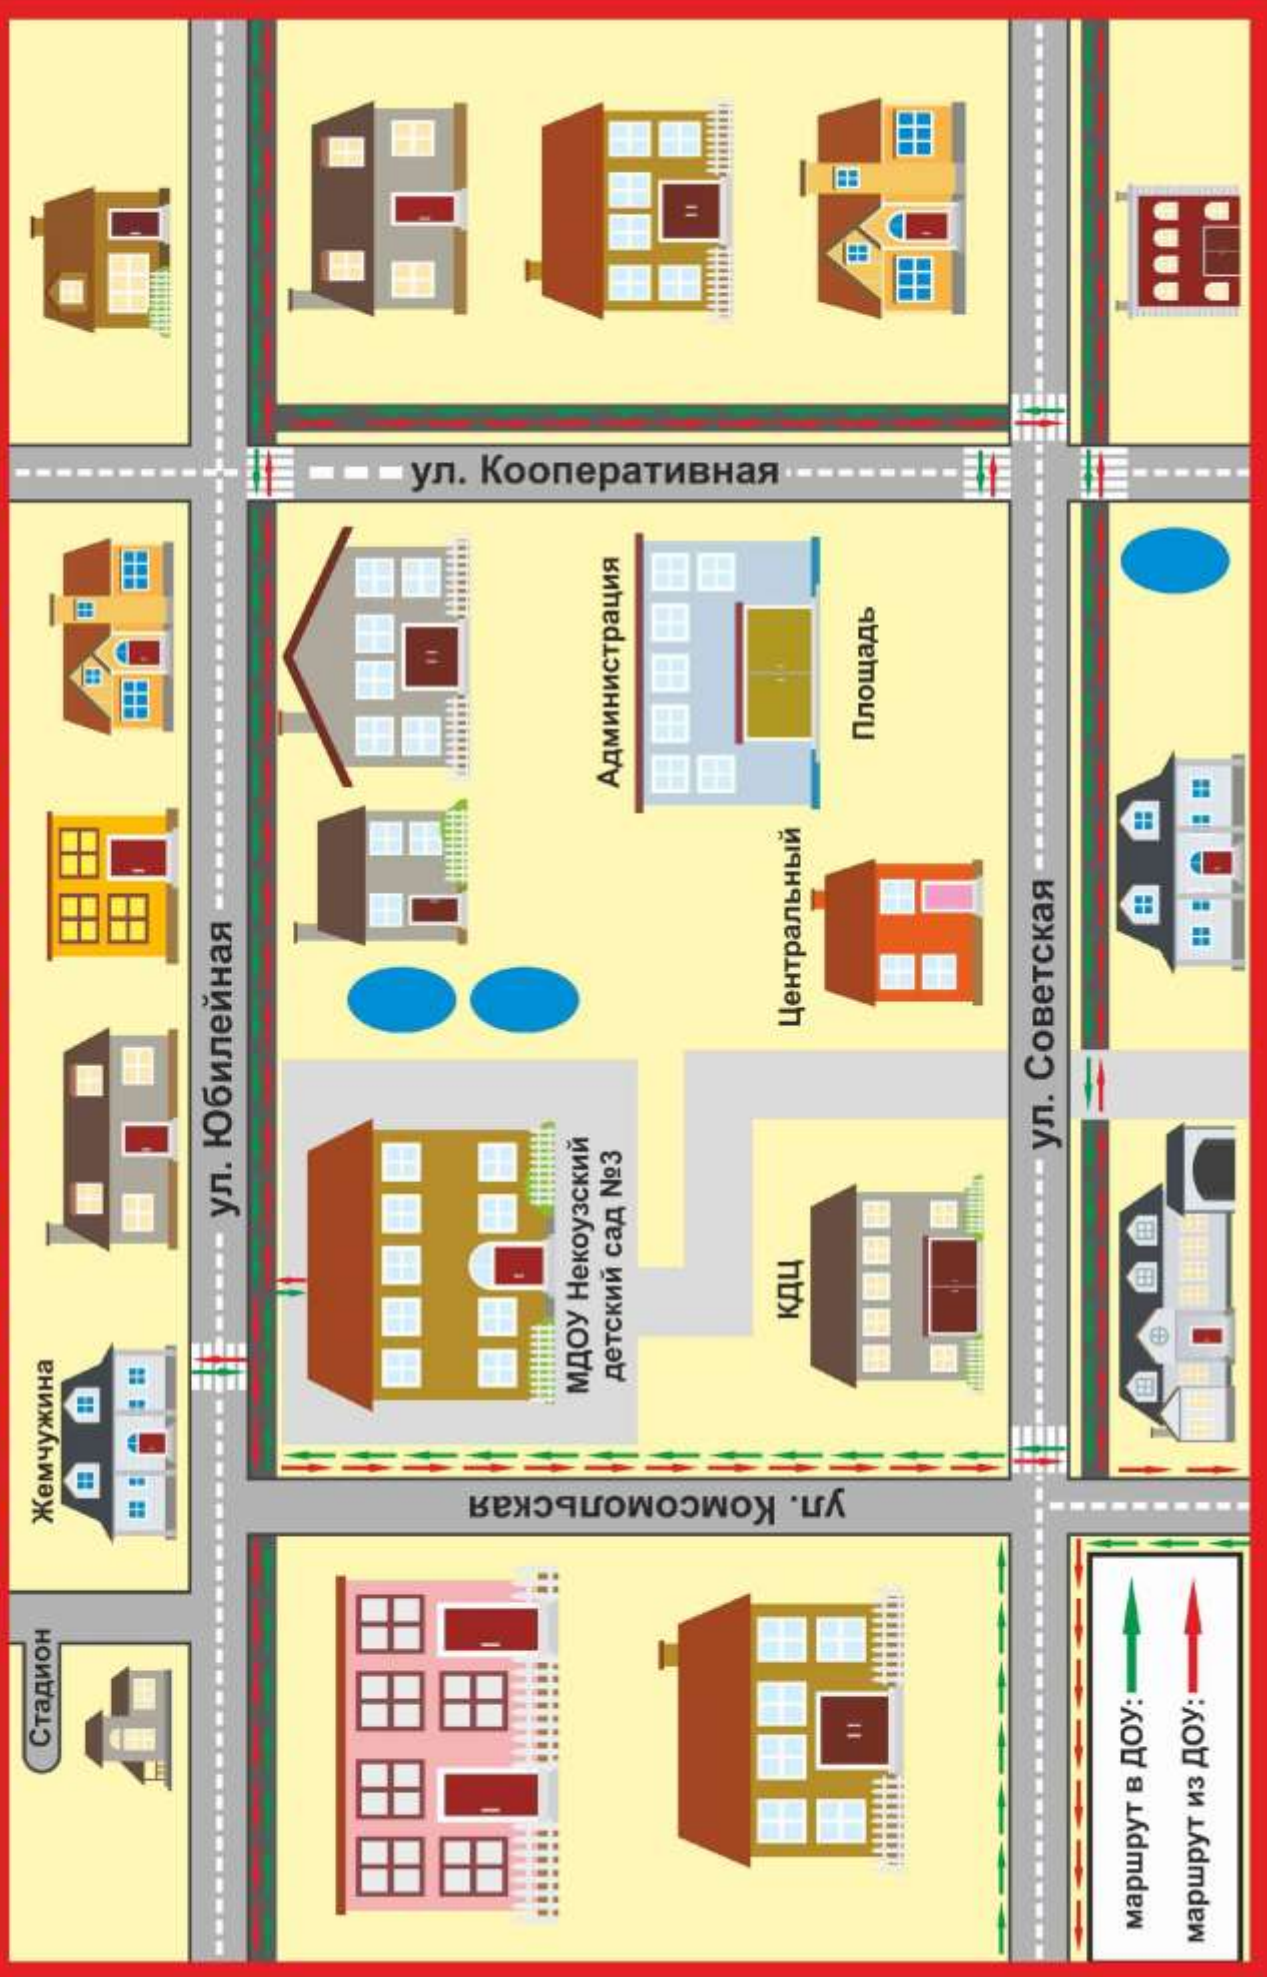 Стадион
Жемчужина
ул. Юбилейная
МДОУ Некоузский
детский сад №3
Администрация
Площадь
Центральный
КДЦ
ул. Комсомольская
ул. Кооперативная
ул. Советская
маршрут в ДОУ:
маршрут из ДОУ: